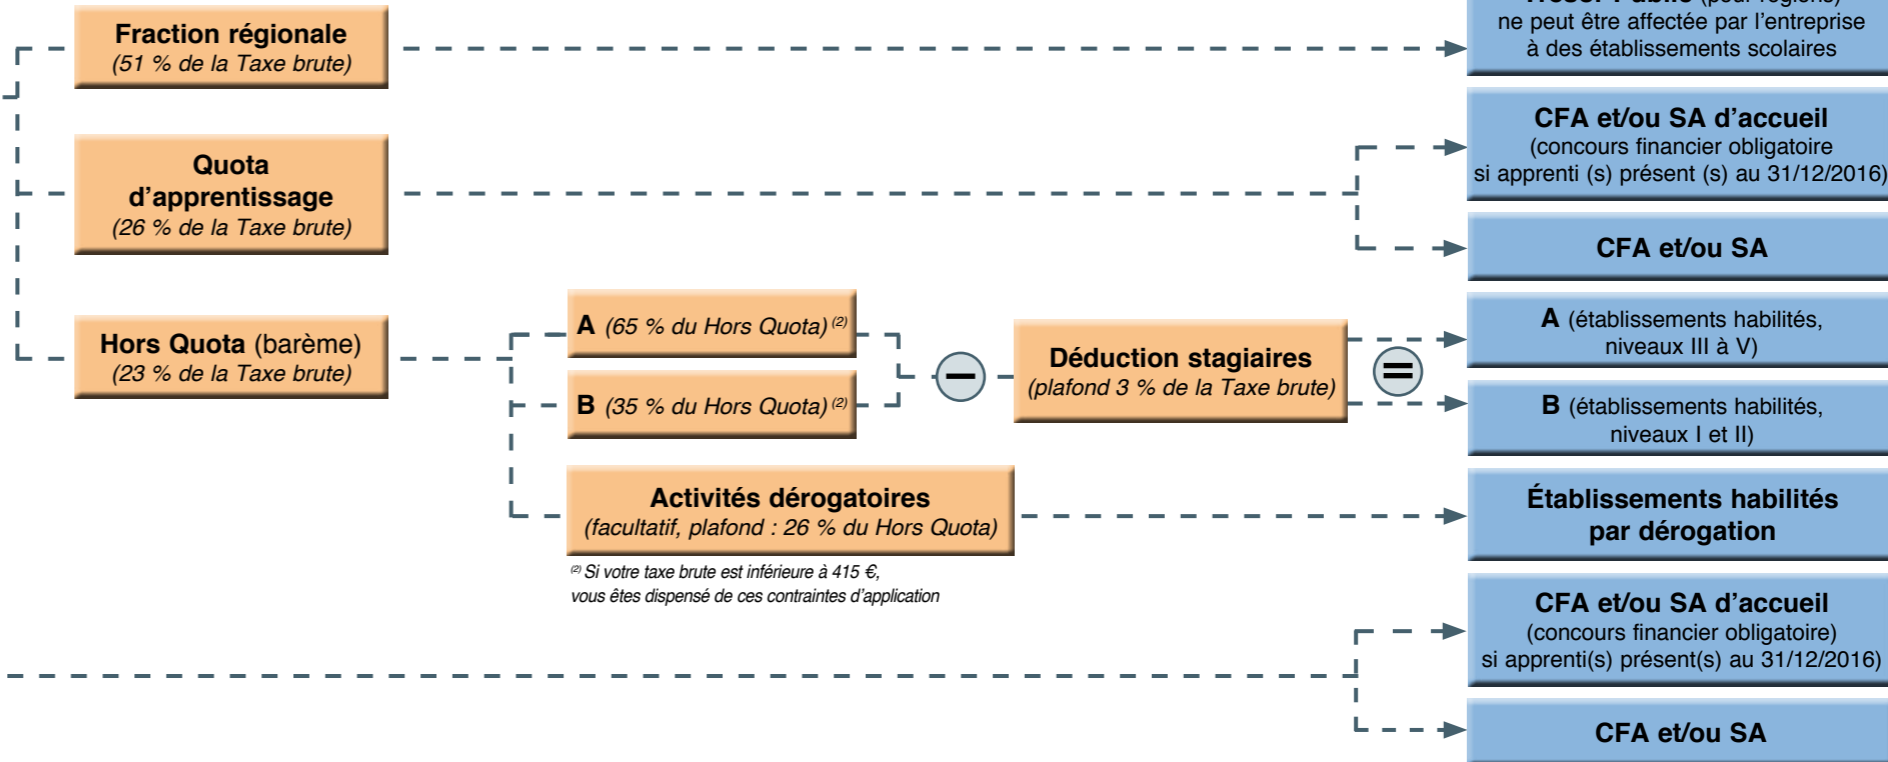 Trésor Public (pour régions)
ne peut être affectée par l'entreprise
à des établissements scolaires
Fraction régionale
(51 % de la Taxe brute)
CFA et/ou SA d'accueil
(concours financier obligatoire
si apprenti (s) présent (s) au 31/12/2016)
Quota
d'apprentissage
(26 % de la Taxe brute)
CFA et/ou SA
Hors Quota (barème)
(23 % de la Taxe brute)
A (65 % du Hors Quota) (2)
B (35 % du Hors Quota) (2)
−
Déduction stagiaires
(plafond 3 % de la Taxe brute)
=
A (établissements habilités,
niveaux III à V)
B (établissements habilités,
niveaux I et II)
Activités dérogatoires
(facultatif, plafond : 26 % du Hors Quota)
Établissements habilités
par dérogation
(2) Si votre taxe brute est inférieure à 415 €,
vous êtes dispensé de ces contraintes d'application
CFA et/ou SA d'accueil
(concours financier obligatoire)
si apprenti(s) présent(s) au 31/12/2016)
CFA et/ou SA